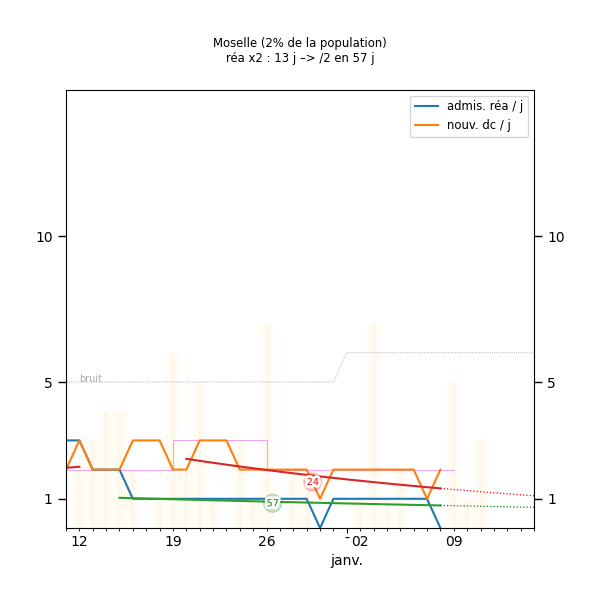 Moselle (2% de la population)
réa x2 : 13 j –> /2 en 57 j
admis. réa / j
nouv. dc / j
10
10
bruit
5
5
24
57
1
1
12
19
26
02
09
janv.